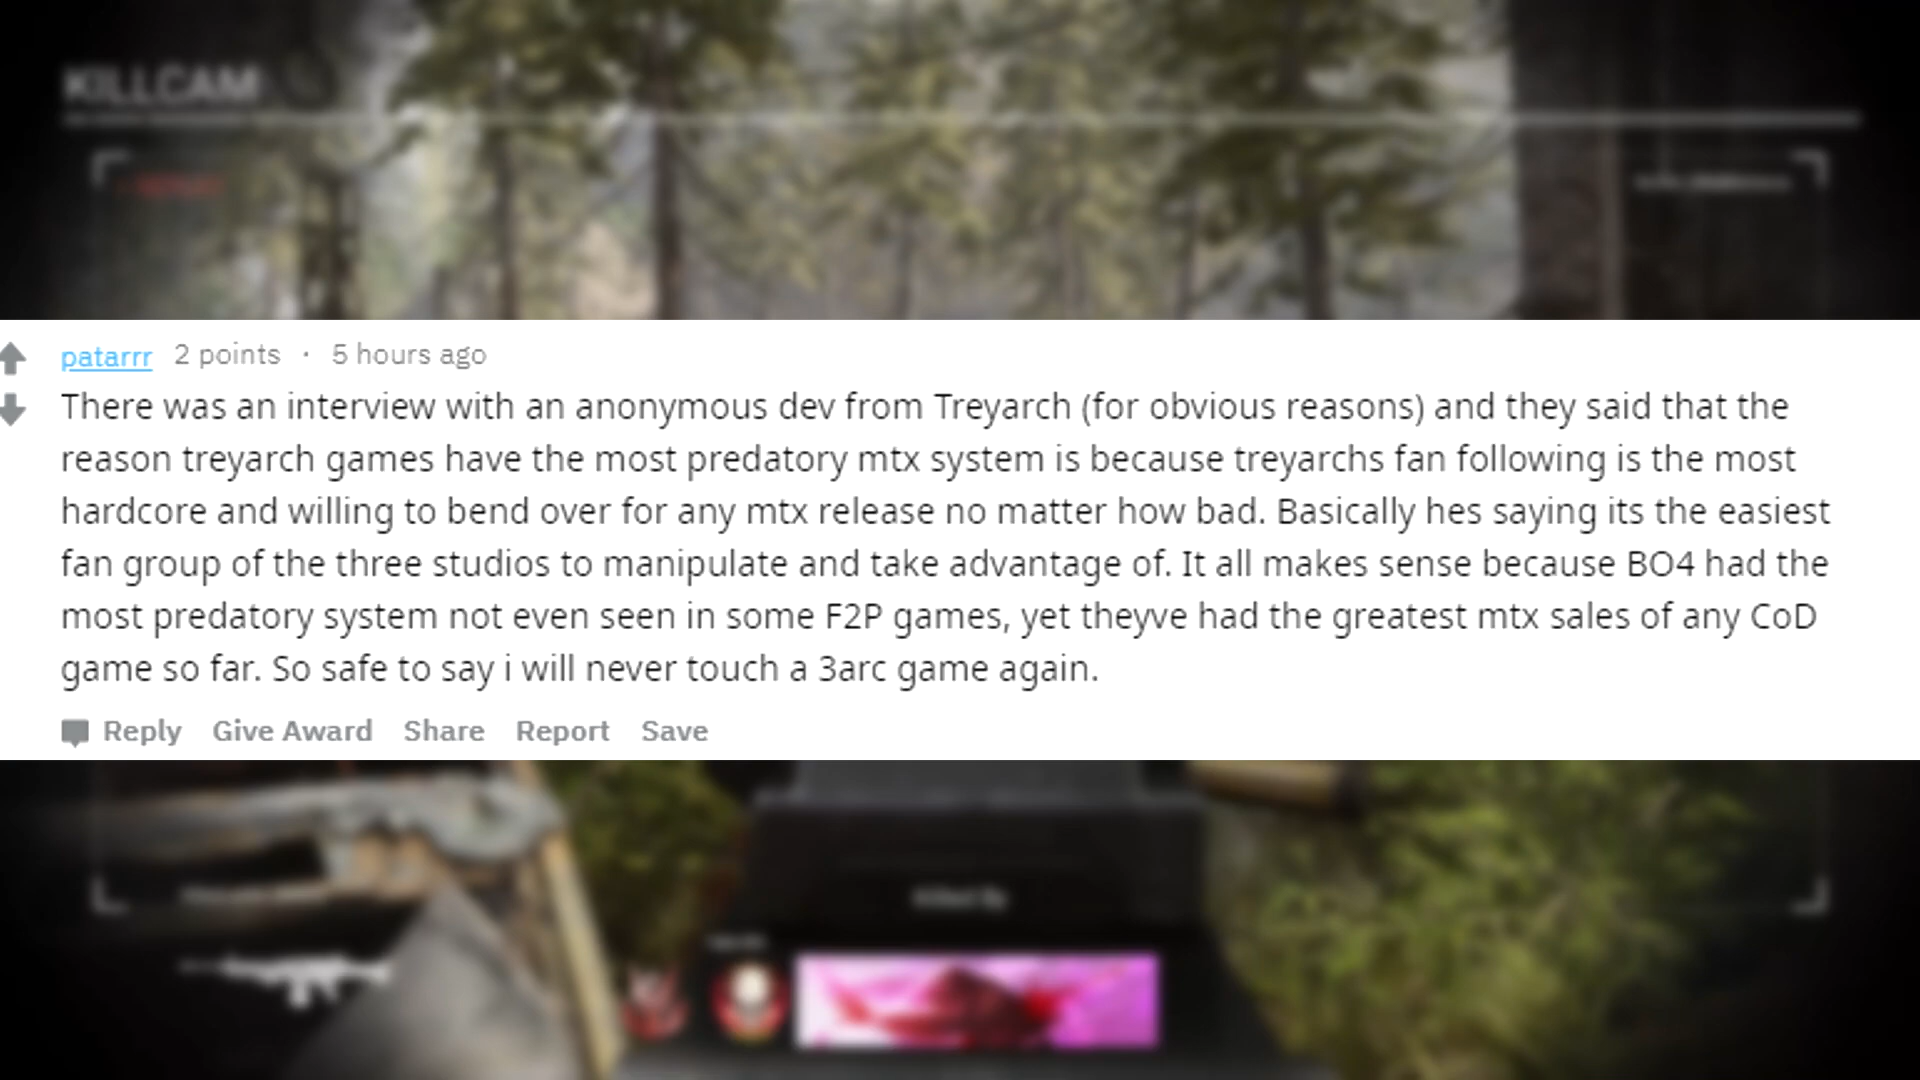 KILLCAM
patarrr 2 points · 5 hours ago
There was an interview with an anonymous dev from Treyarch (for obvious reasons) and they said that the
reason treyarch games have the most predatory mtx system is because treyarchs fan following is the most
hardcore and willing to bend over for any mtx release no matter how bad. Basically hes saying its the easiest
fan group of the three studios to manipulate and take advantage of. It all makes sense because BO4 had the
most predatory system not even seen in some F2P games, yet theyve had the greatest mtx sales of any CoD
game so far. So safe to say i will never touch a 3arc game again.
Reply Give Award Share Report Save
Killed By